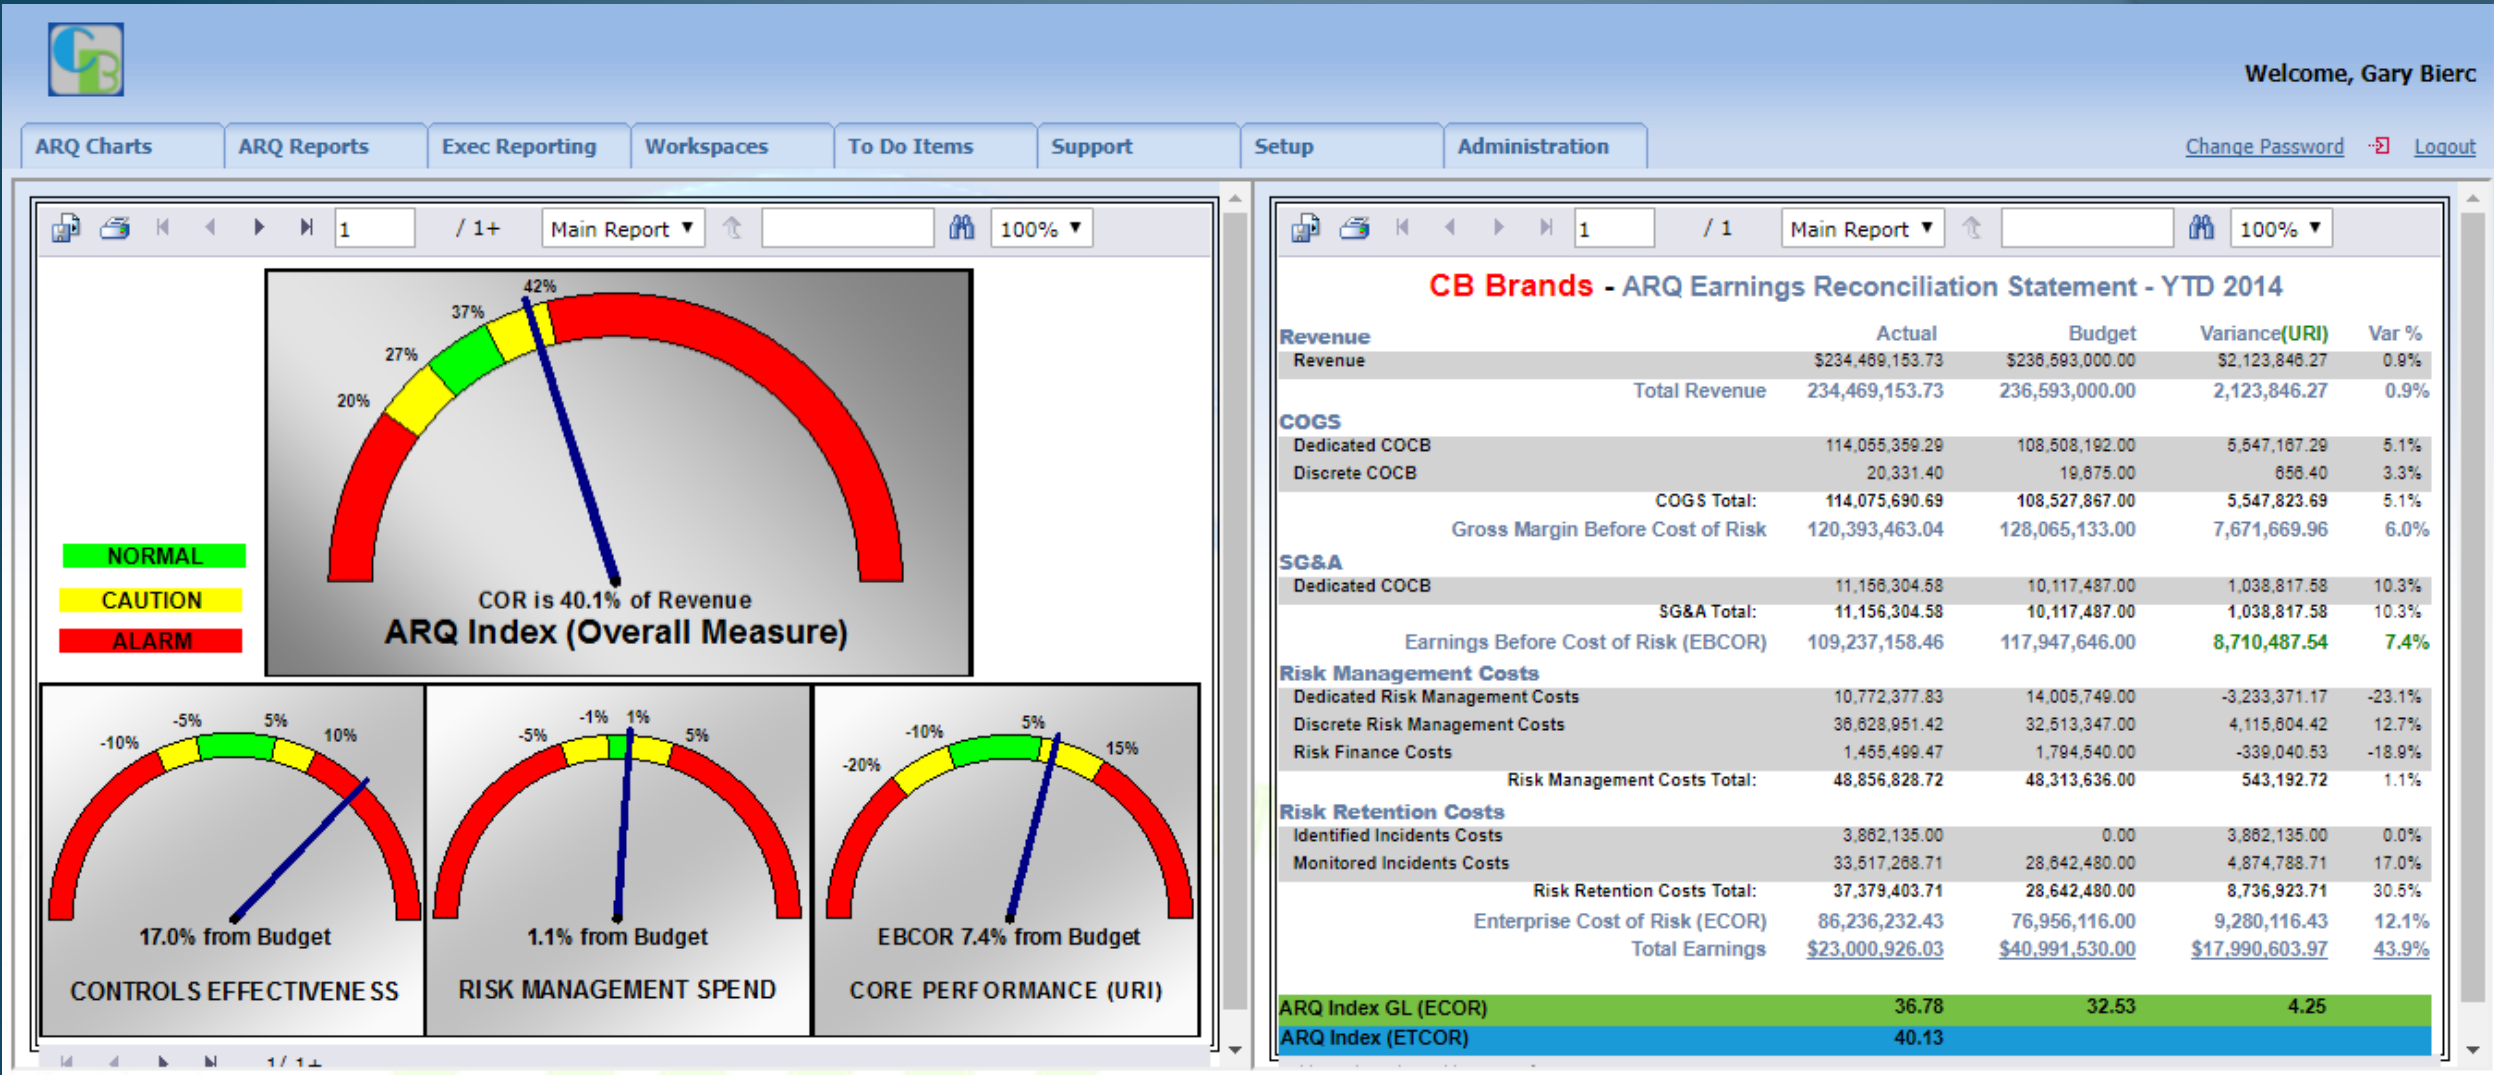 CB
Welcome, Gary Bierc
ARQ Charts ARQ Reports Exec Reporting Workspaces To Do Items Support Setup Administration Change Password Logout
1 / 1+ Main Report 100%
42%
37%
27%
20%
NORMAL
CAUTION
ALARM
COR is 40.1% of Revenue
ARQ Index (Overall Measure)
-10% -5% 5% 10%
17.0% from Budget
CONTROLS EFFECTIVENESS
-5% -1% 1% 5%
1.1% from Budget
RISK MANAGEMENT SPEND
-20% -10% 5% 15%
EBCOR 7.4% from Budget
CORE PERFORMANCE (URI)
1 / 1+
1 / 1 Main Report 100%
CB Brands - ARQ Earnings Reconciliation Statement - YTD 2014
Revenue Actual Budget Variance(URI) Var %
Revenue $234,469,153.73 $236,593,000.00 $2,123,846.27 0.9%
Total Revenue 234,469,153.73 236,593,000.00 2,123,846.27 0.9%
COGS
Dedicated COCB 114,055,359.29 108,508,192.00 5,547,167.29 5.1%
Discrete COCB 20,331.40 19,675.00 656.40 3.3%
COGS Total: 114,075,690.69 108,527,867.00 5,547,823.69 5.1%
Gross Margin Before Cost of Risk 120,393,463.04 128,065,133.00 7,671,669.96 6.0%
SG&A
Dedicated COCB 11,156,304.58 10,117,487.00 1,038,817.58 10.3%
SG&A Total: 11,156,304.58 10,117,487.00 1,038,817.58 10.3%
Earnings Before Cost of Risk (EBCOR) 109,237,158.46 117,947,646.00 8,710,487.54 7.4%
Risk Management Costs
Dedicated Risk Management Costs 10,772,377.83 14,005,749.00 -3,233,371.17 -23.1%
Discrete Risk Management Costs 36,628,951.42 32,513,347.00 4,115,604.42 12.7%
Risk Finance Costs 1,455,499.47 1,794,540.00 -339,040.53 -18.9%
Risk Management Costs Total: 48,856,828.72 48,313,636.00 543,192.72 1.1%
Risk Retention Costs
Identified Incidents Costs 3,862,135.00 0.00 3,862,135.00 0.0%
Monitored Incidents Costs 33,517,268.71 28,642,480.00 4,874,788.71 17.0%
Risk Retention Costs Total: 37,379,403.71 28,642,480.00 8,736,923.71 30.5%
Enterprise Cost of Risk (ECOR) 86,236,232.43 76,956,116.00 9,280,116.43 12.1%
Total Earnings $23,000,926.03 $40,991,530.00 $17,990,603.97 43.9%
ARQ Index GL (ECOR) 36.78 32.53 4.25
ARQ Index (ETCOR) 40.13